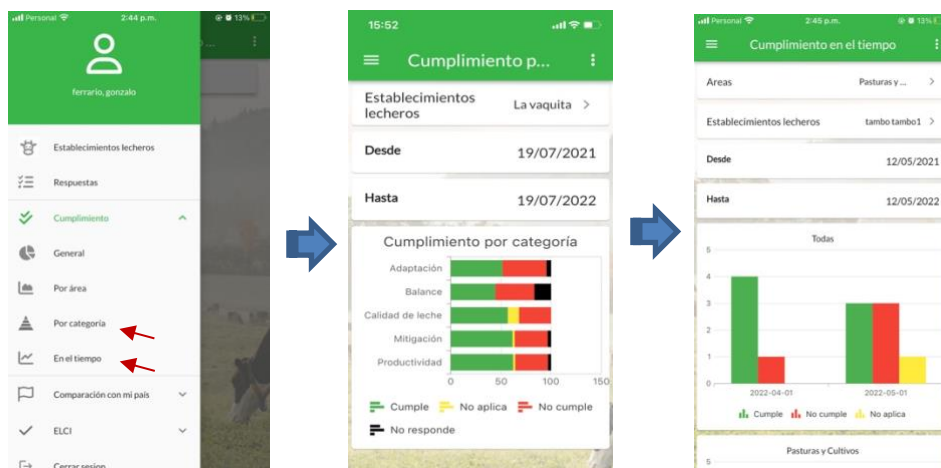 Personal
2:44 p.m.
13%
ferrario, gonzalo
Establecimientos lecheros
Respuestas
Cumplimiento
General
Por área
Por categoría
En el tiempo
Comparación con mi país
ELCI
Cerrar sesion
15:52
Cumplimiento p...
Establecimientos
lecheros
La vaquita >
Desde
19/07/2021
Hasta
19/07/2022
Cumplimiento por categoría
Adaptación
Balance
Calidad de leche
Mitigación
Productividad
0 50 100 150
Cumple No aplica No cumple
No responde
Personal
2:45 p.m.
13%
Cumplimiento en el tiempo
Areas
Pasturas y ... >
Establecimientos lecheros
tambo tambo1 >
Desde
12/05/2021
Hasta
12/05/2022
Todas
5
4
3
2
1
0
2022-04-01 2022-05-01
Cumple No cumple No aplica
Pasturas y Cultivos
5